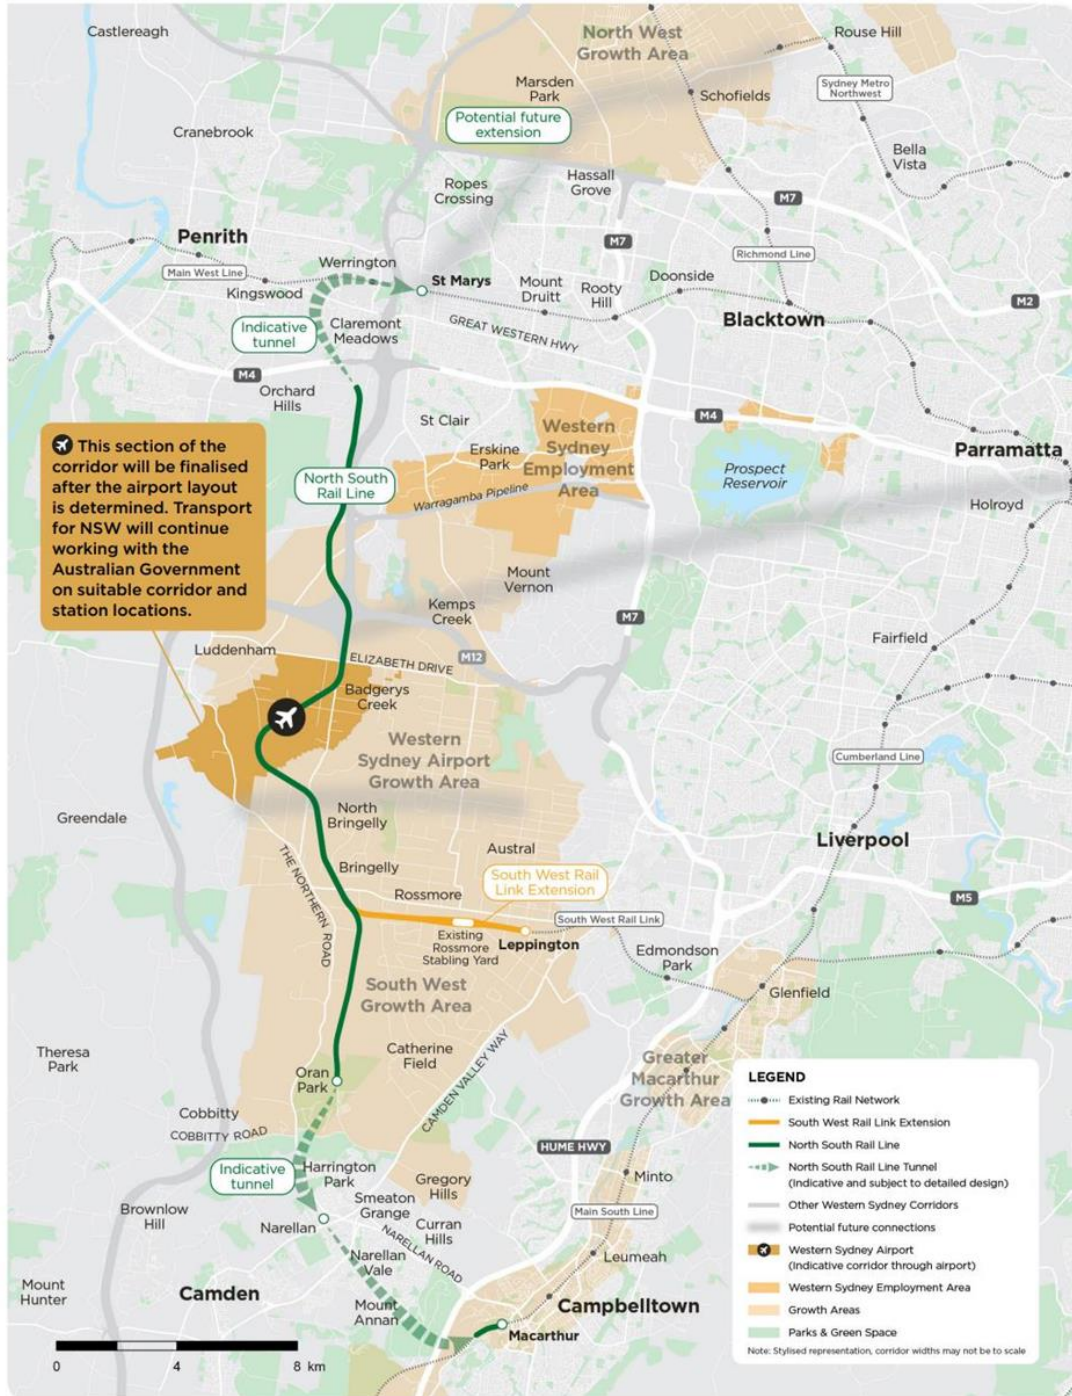 Castlereagh
North West
Growth Area
Rouse Hill
Marsden
Park
Sydney Metro
Northwest
Schofields
Potential future
extension
Cranebrook
Bella
Vista
Ropes
Crossing
Hassall
Grove
M7
Penrith
M7
Richmond Line
Main West Line
Werrington
St Marys
Mount
Druitt
Rooty
Hill
Doonside
Kingswood
M2
Indicative
tunnel
Claremont
Meadows
GREAT WESTERN HWY
Blacktown
M4
Orchard
Hills
St Clair
Western
Sydney
Employment
Area
M4
Erskine
Park
Parramatta
This section of the
corridor will be finalised
after the airport layout
is determined. Transport
for NSW will continue
working with the
Australian Government
on suitable corridor and
station locations.
North South
Rail Line
Warragamba Pipeline
Prospect
Reservoir
Holroyd
Mount
Vernon
Kemps
Creek
M7
Fairfield
Luddenham
ELIZABETH DRIVE
M12
Badgerys
Creek
Western
Sydney Airport
Growth Area
Cumberland Line
Greendale
North
Bringelly
Liverpool
Austral
Bringelly
THE NORTHERN ROAD
South West Rail
Link Extension
Rossmore
M5
South West Rail Link
Existing
Rossmore
Stabling Yard
Leppington
Edmondson
Park
South West
Growth Area
Glenfield
Theresa
Park
Catherine
Field
CAMDEN VALLEY WAY
Greater
Macarthur
Growth Area
Oran
Park
Cobbitty
COBBITTY ROAD
HUME HWY
Indicative
tunnel
Harrington
Park
Gregory
Hills
Minto
Smeaton
Grange
Brownlow
Hill
Main South Line
Narellan
Curran
Hills
NARELLAN ROAD
Narellan
Vale
Leumeah
Mount
Hunter
Camden
Mount
Annan
Campbelltown
Macarthur
0 4 8 km
LEGEND
Existing Rail Network
South West Rail Link Extension
North South Rail Line
North South Rail Line Tunnel
(Indicative and subject to detailed design)
Other Western Sydney Corridors
Potential future connections
Western Sydney Airport
(Indicative corridor through airport)
Western Sydney Employment Area
Growth Areas
Parks & Green Space
Note: Stylised representation, corridor widths may not be to scale